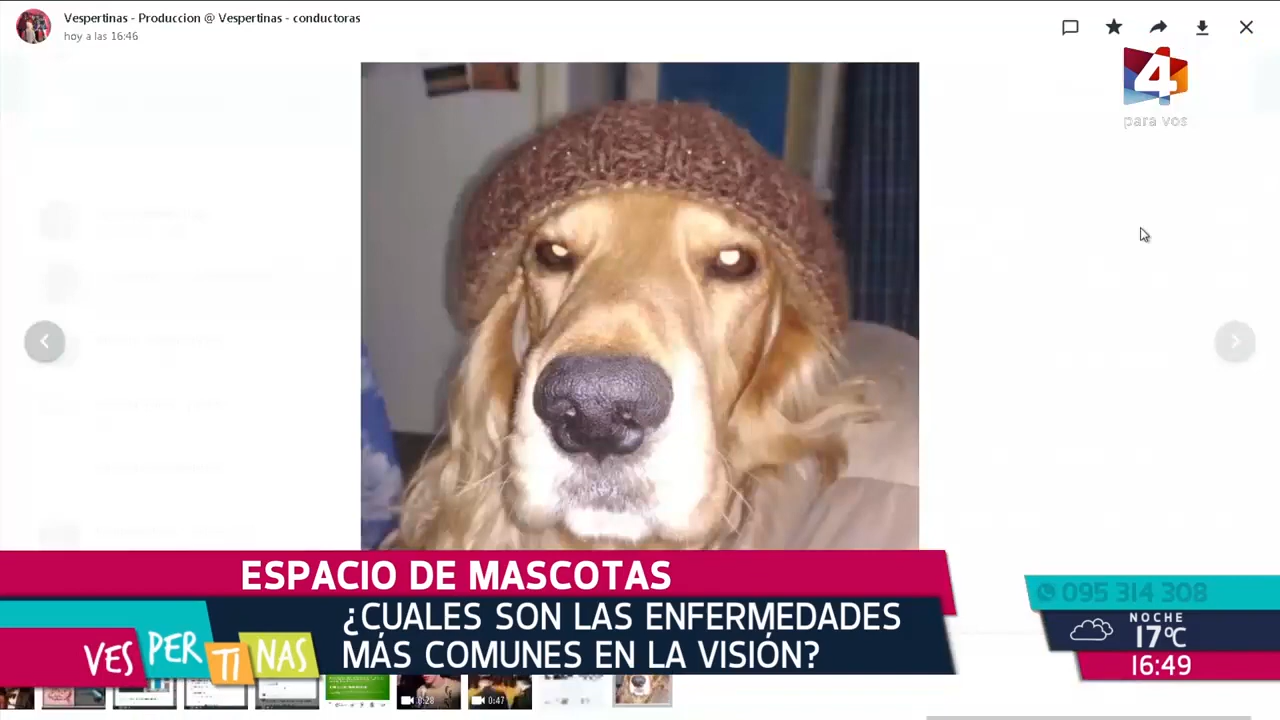 Vespertinas - Produccion @ Vespertinas - conductoras
hoy a las 16:46
4
para vos
ESPACIO DE MASCOTAS
¿CUALES SON LAS ENFERMEDADES
MÁS COMUNES EN LA VISIÓN?
VESPERTINAS
095 314 308
NOCHE
17°C
16:49
0:28
0:47